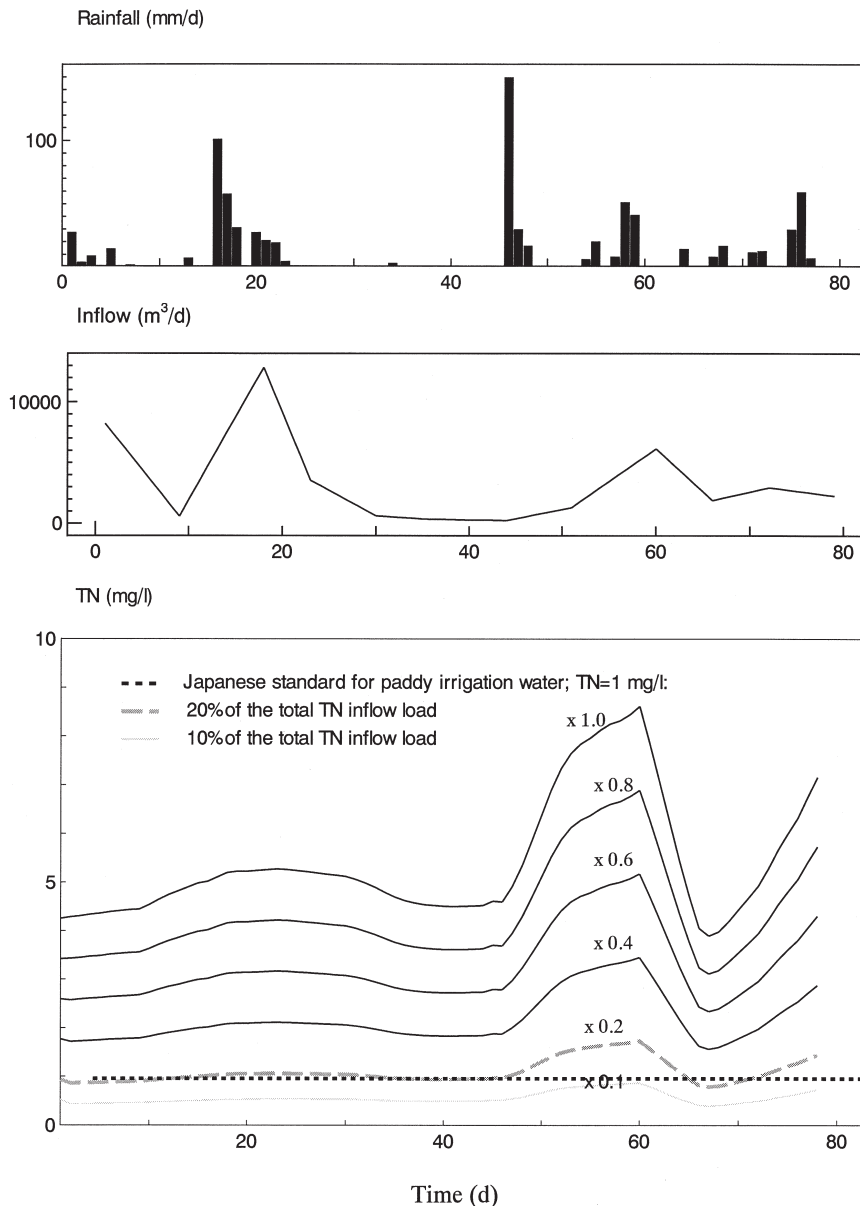 Rainfall (mm/d)
100
0 20 40 60 80
Inflow (m³/d)
10000
0
0 20 40 60 80
TN (mg/l)
10
Japanese standard for paddy irrigation water; TN=1 mg/l:
20%of the total TN inflow load
10%of the total TN inflow load
x 1.0
x 0.8
x 0.6
5
x 0.4
x 0.2
x 0.1
0
20 40 60 80
Time (d)